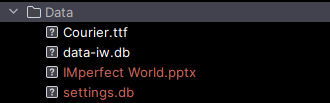 Data
Courier.ttf
data-iw.db
IMperfect World.pptx
settings.db